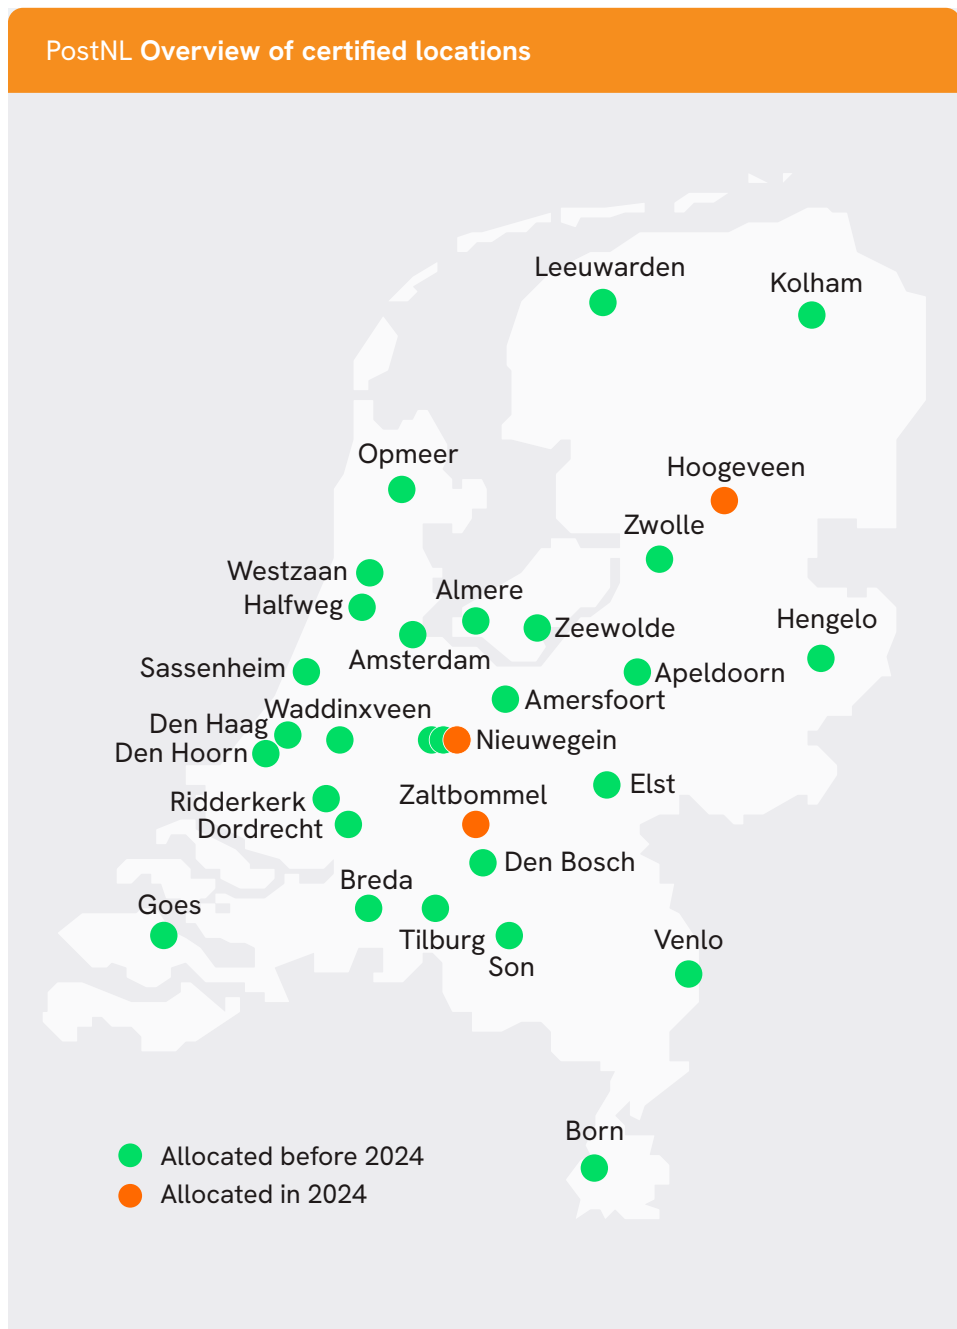 PostNL Overview of certified locations
Leeuwarden
Kolham
Opmeer
Hoogeveen
Zwolle
Westzaan
Almere
Halfweg
Hengelo
Zeewolde
Amsterdam
Sassenheim
Apeldoorn
Amersfoort
Waddinxveen
Den Haag
Nieuwegein
Den Hoorn
Elst
Zaltbommel
Ridderkerk
Dordrecht
Den Bosch
Breda
Goes
Tilburg
Venlo
Son
Born
Allocated before 2024
Allocated in 2024